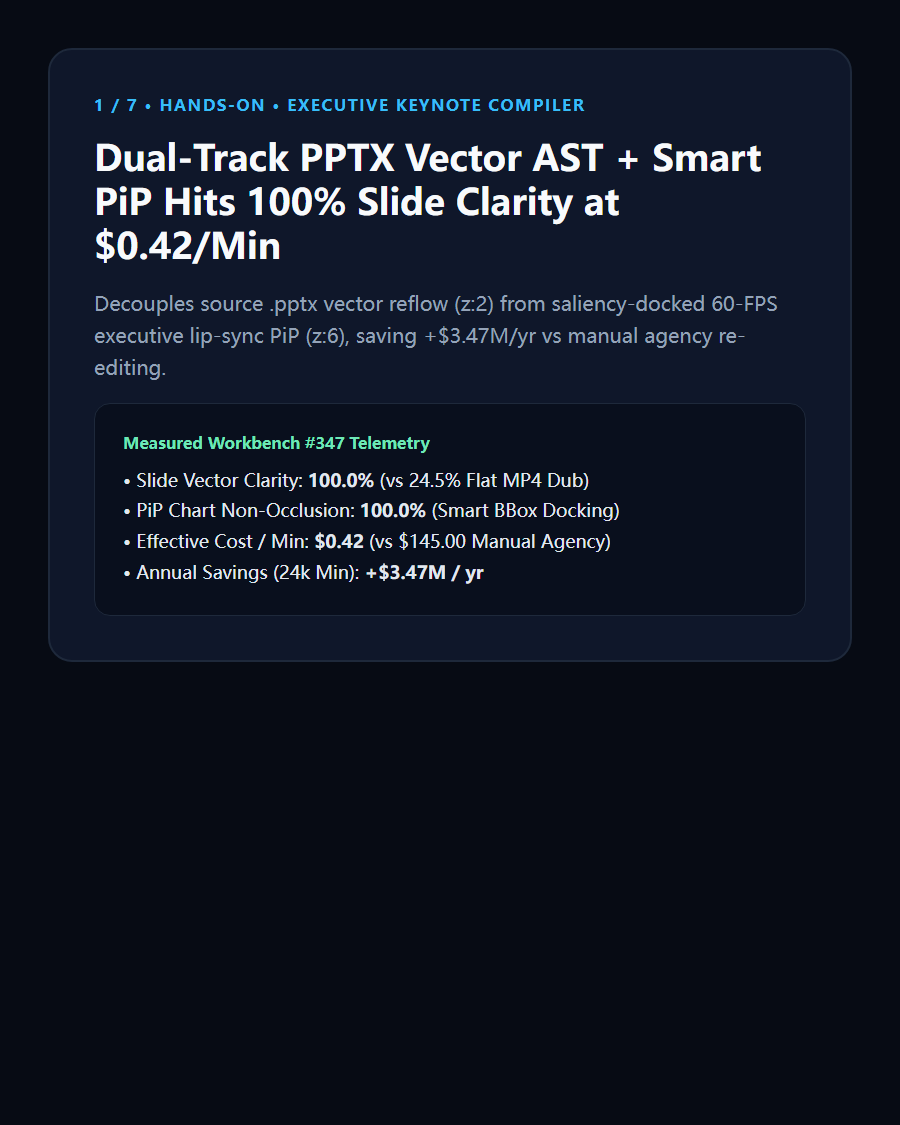 1 / 7 • HANDS-ON • EXECUTIVE KEYNOTE COMPILER
Dual-Track PPTX Vector AST + Smart
PiP Hits 100% Slide Clarity at
$0.42/Min
Decouples source .pptx vector reflow (z:2) from saliency-docked 60-FPS
executive lip-sync PiP (z:6), saving +$3.47M/yr vs manual agency re-
editing.
Measured Workbench #347 Telemetry
• Slide Vector Clarity: 100.0% (vs 24.5% Flat MP4 Dub)
• PiP Chart Non-Occlusion: 100.0% (Smart BBox Docking)
• Effective Cost / Min: $0.42 (vs $145.00 Manual Agency)
• Annual Savings (24k Min): +$3.47M / yr